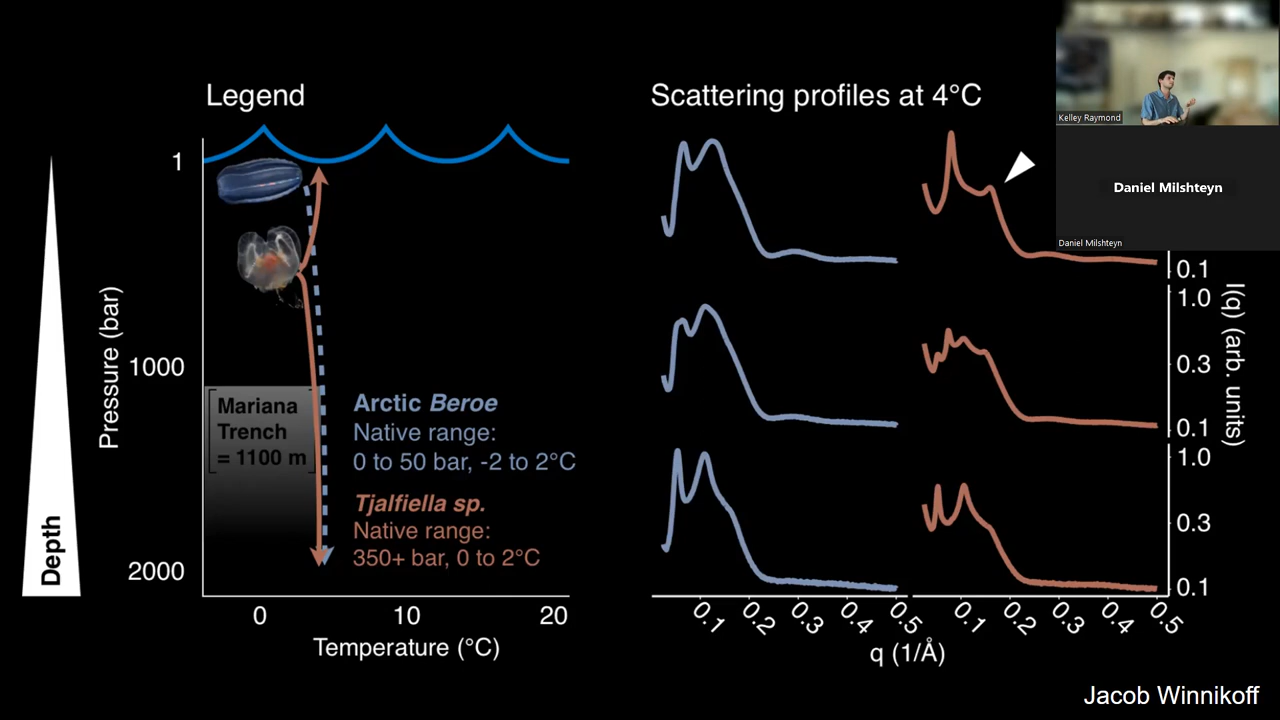 Legend
Scattering profiles at 4°C
Kelley Raymond
Daniel Milshteyn
Daniel Milshteyn
1
1000
2000
Pressure (bar)
Depth
Mariana
Trench
= 1100 m
Arctic Beroe
Native range:
0 to 50 bar, -2 to 2°C
Tjalfiella sp.
Native range:
350+ bar, 0 to 2°C
0
10
20
Temperature (°C)
0.1
1.0
0.3
0.1
1.0
0.3
0.1
I(q) (arb. units)
0.1
0.2
0.3
0.4
0.5
0.1
0.2
0.3
0.4
0.5
q (1/Å)
Jacob Winnikoff